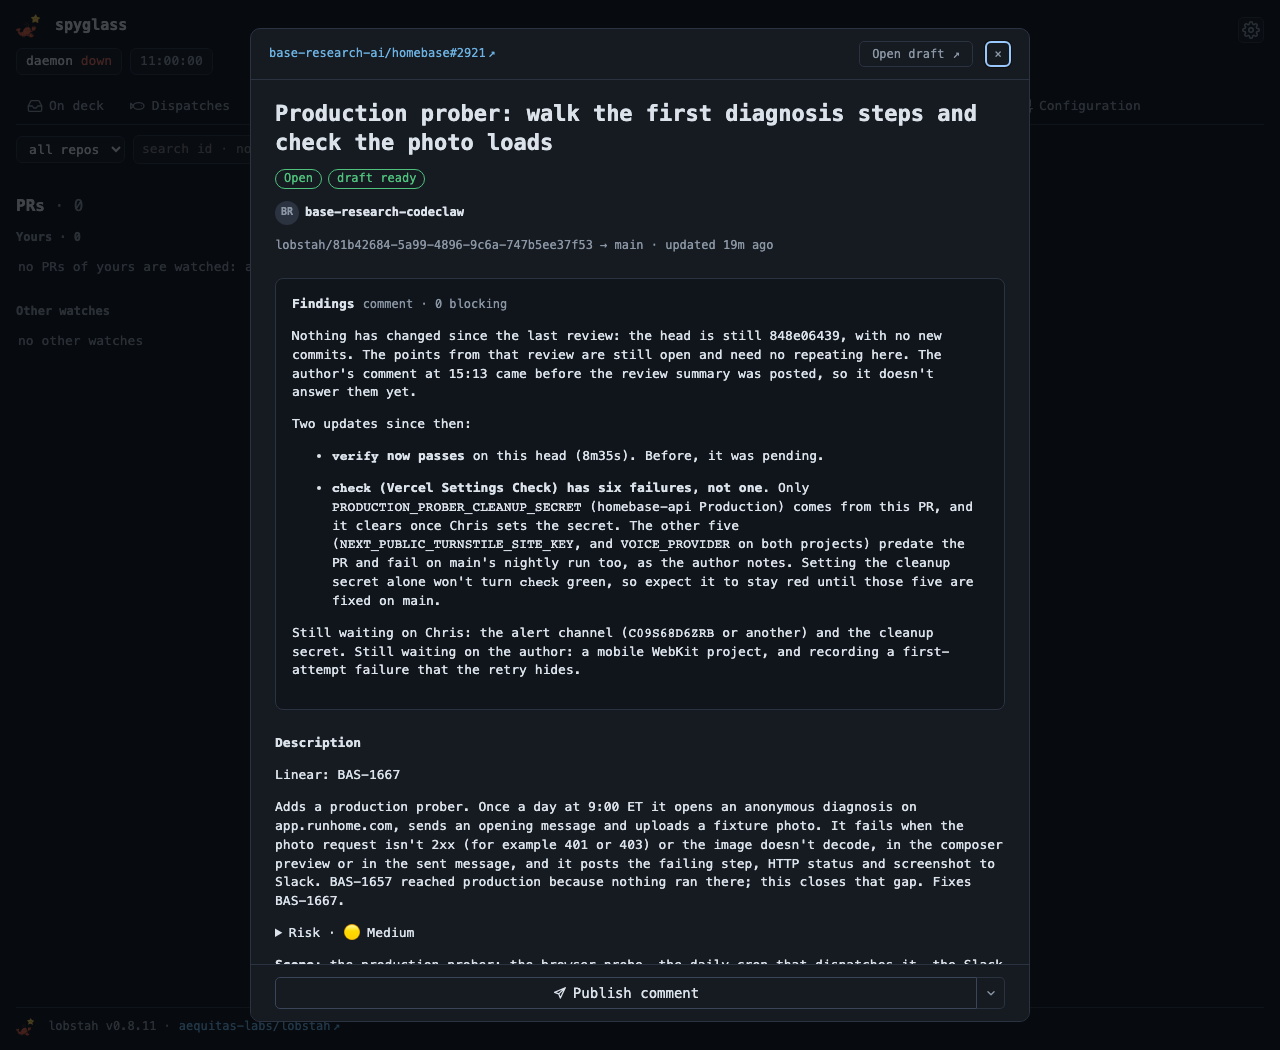 spyglass
daemon down 11:00:00
On deck Dispatches Configuration
all repos search id · no
PRs · 0
Yours · 0
no PRs of yours are watched: a
Other watches
no other watches
base-research-ai/homebase#2921↗
Open draft ↗ ×
Production prober: walk the first diagnosis steps and
check the photo loads
Open draft ready
BR base-research-codeclaw
lobstah/81b42684-5a99-4896-9c6a-747b5ee37f53 → main · updated 19m ago
Findings comment · 0 blocking
Nothing has changed since the last review: the head is still 848e06439, with no new
commits. The points from that review are still open and need no repeating here. The
author's comment at 15:13 came before the review summary was posted, so it doesn't
answer them yet.
Two updates since then:
• verify now passes on this head (8m35s). Before, it was pending.
• check (Vercel Settings Check) has six failures, not one. Only
PRODUCTION_PROBER_CLEANUP_SECRET (homebase-api Production) comes from this PR, and
it clears once Chris sets the secret. The other five
(NEXT_PUBLIC_TURNSTILE_SITE_KEY, and VOICE_PROVIDER on both projects) predate the
PR and fail on main's nightly run too, as the author notes. Setting the cleanup
secret alone won't turn check green, so expect it to stay red until those five are
fixed on main.
Still waiting on Chris: the alert channel (C09S68D6ZRB or another) and the cleanup
secret. Still waiting on the author: a mobile WebKit project, and recording a first-
attempt failure that the retry hides.
Description
Linear: BAS-1667
Adds a production prober. Once a day at 9:00 ET it opens an anonymous diagnosis on
app.runhome.com, sends an opening message and uploads a fixture photo. It fails when the
photo request isn't 2xx (for example 401 or 403) or the image doesn't decode, in the composer
preview or in the sent message, and it posts the failing step, HTTP status and screenshot to
Slack. BAS-1657 reached production because nothing ran there; this closes that gap. Fixes
BAS-1667.
Risk · Medium
Scope: the production prober: the browser probe, the daily cron that dispatches it, the Slack
Publish comment
lobstah v0.8.11 · aequitas-labs/lobstah↗